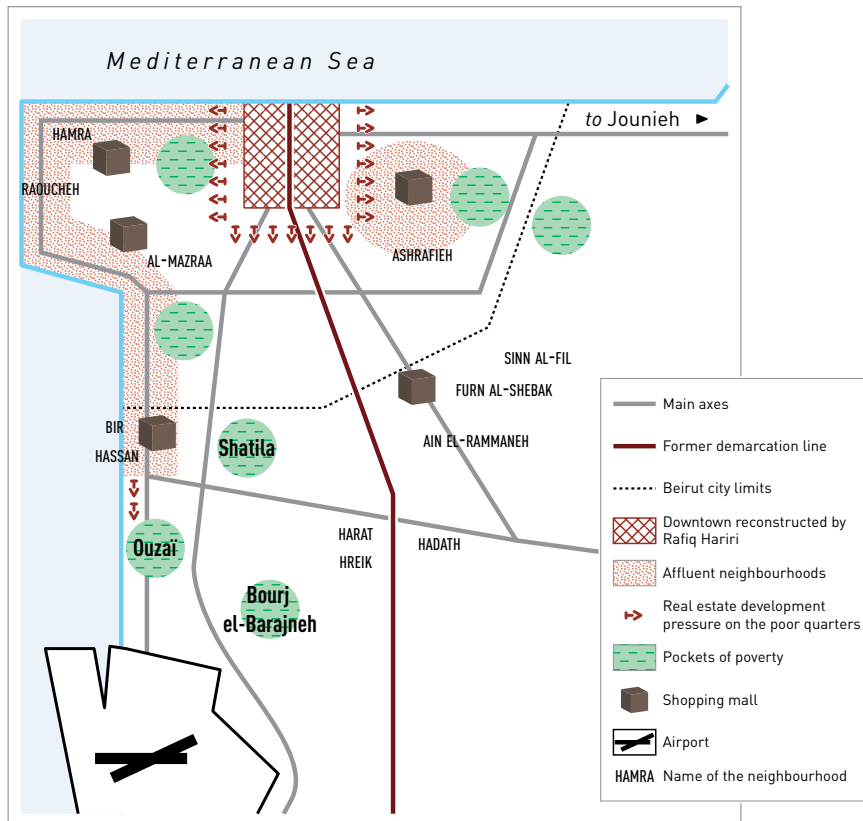 Mediterranean Sea
to Jounieh
HAMRA
RAOUCHEH
AL-MAZRAA
ASHRAFIEH
SINN AL-FIL
FURN AL-SHEBAK
AIN EL-RAMMANEH
BIR
HASSAN
Shatila
Ouzaï
HARAT
HREIK
HADATH
Bourj
el-Barajneh
Main axes
Former demarcation line
Beirut city limits
Downtown reconstructed by
Rafiq Hariri
Affluent neighbourhoods
Real estate development
pressure on the poor quarters
Pockets of poverty
Shopping mall
Airport
HAMRA Name of the neighbourhood